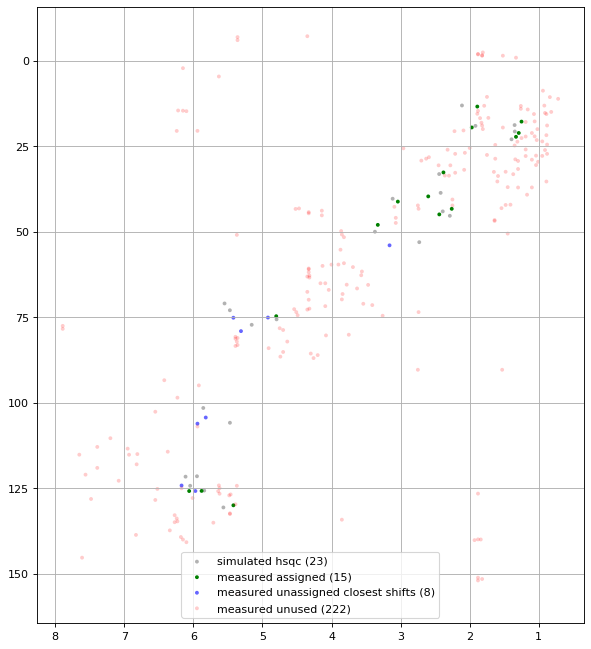 0
25
50
75
100
125
150
simulated hsqc (23)
measured assigned (15)
measured unassigned closest shifts (8)
measured unused (222)
8 7 6 5 4 3 2 1